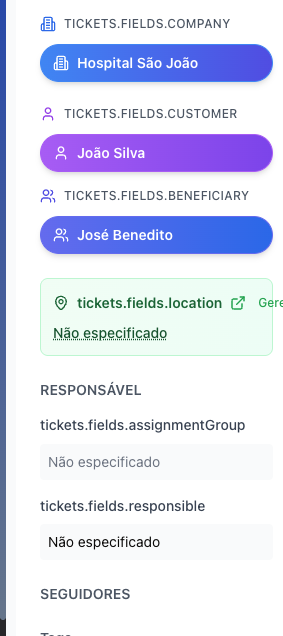 TICKETS.FIELDS.COMPANY
Hospital São João
TICKETS.FIELDS.CUSTOMER
João Silva
TICKETS.FIELDS.BENEFICIARY
José Benedito
tickets.fields.location Gere
Não especificado
RESPONSÁVEL
tickets.fields.assignmentGroup
Não especificado
tickets.fields.responsible
Não especificado
SEGUIDORES